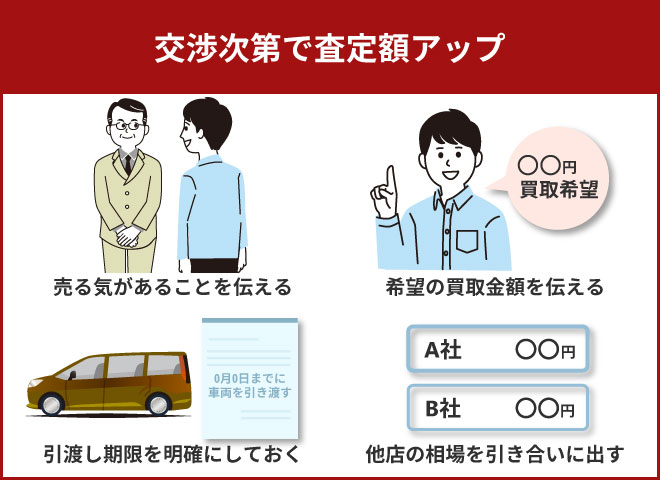 交渉次第で査定額アップ
〇〇円
買取希望
売る気があることを伝える
希望の買取金額を伝える
0月0日までに
車両を引き渡す
A社 〇〇円
B社 〇〇円
引渡し期限を明確にしておく
他店の相場を引き合いに出す